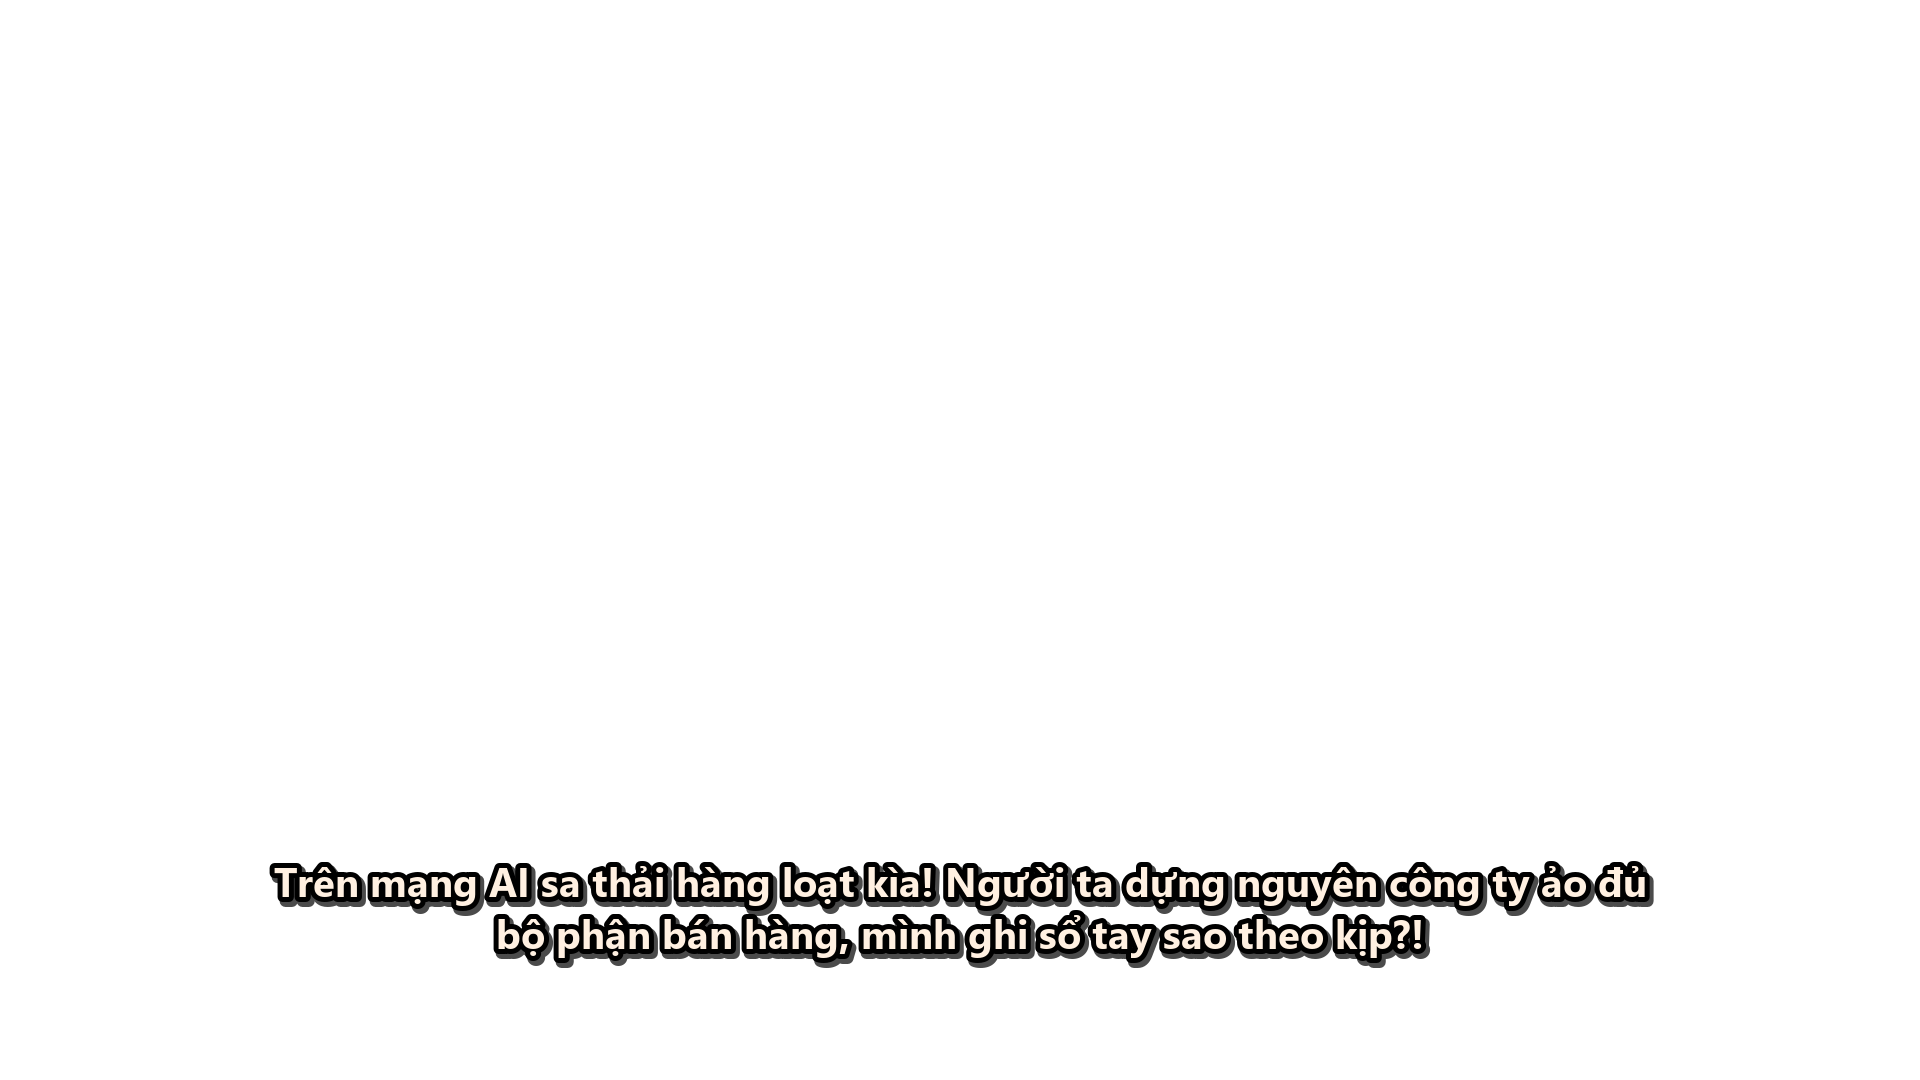 Trên mạng AI sa thải hàng loạt kìa! Người ta dựng nguyên công ty ảo đủ
bộ phận bán hàng, mình ghi sổ tay sao theo kịp?!